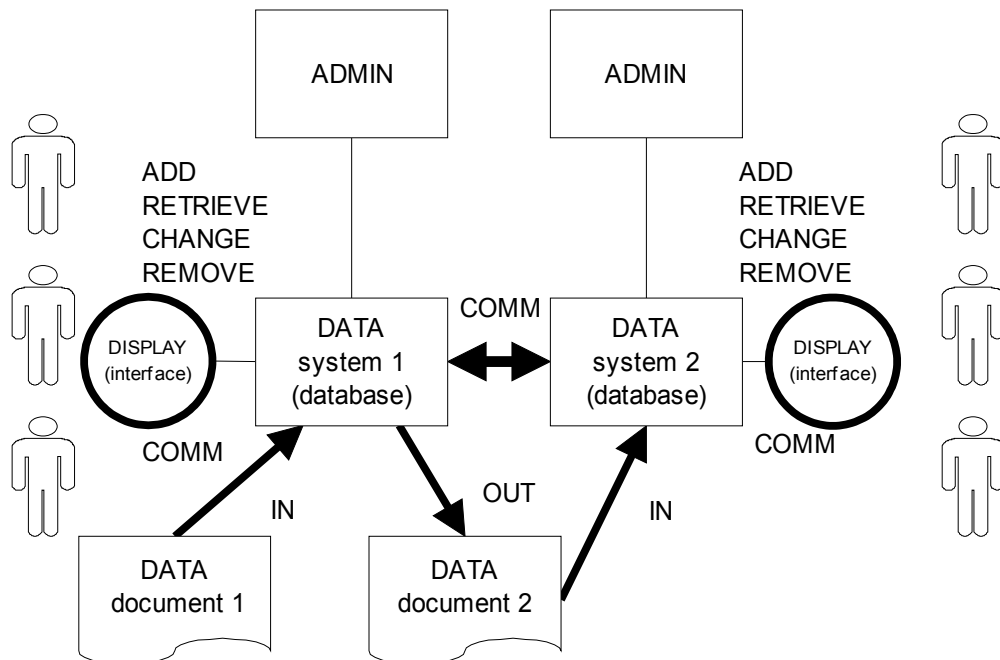 ADMIN
ADMIN
ADD
RETRIEVE
CHANGE
REMOVE
ADD
RETRIEVE
CHANGE
REMOVE
DISPLAY
(interface)
DATA
system 1
(database)
COMM
DATA
system 2
(database)
DISPLAY
(interface)
COMM
COMM
IN
OUT
IN
DATA
document 1
DATA
document 2